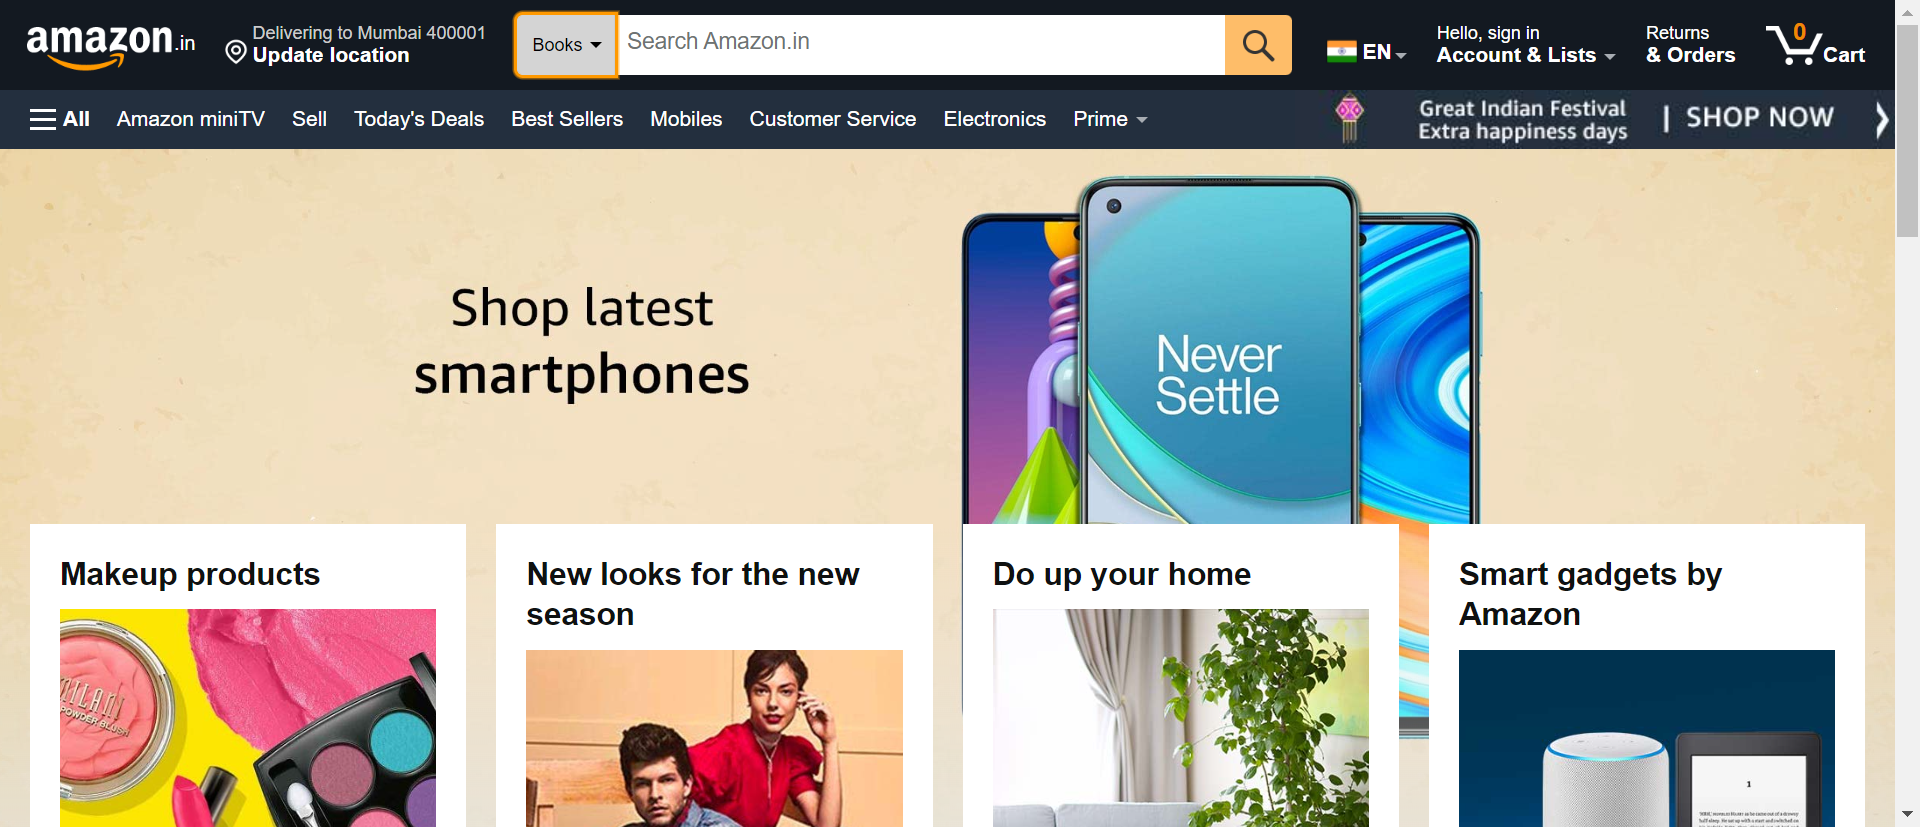 amazon.in
Delivering to Mumbai 400001
Update location
Books
Search Amazon.in
EN
Hello, sign in
Account & Lists
Returns
& Orders
0
Cart
All
Amazon miniTV
Sell
Today's Deals
Best Sellers
Mobiles
Customer Service
Electronics
Prime
Great Indian Festival
Extra happiness days
| SHOP NOW
Shop latest
smartphones
Never
Settle
Makeup products
New looks for the new
season
Do up your home
Smart gadgets by
Amazon
MILANI
POWDER BLUSH
1